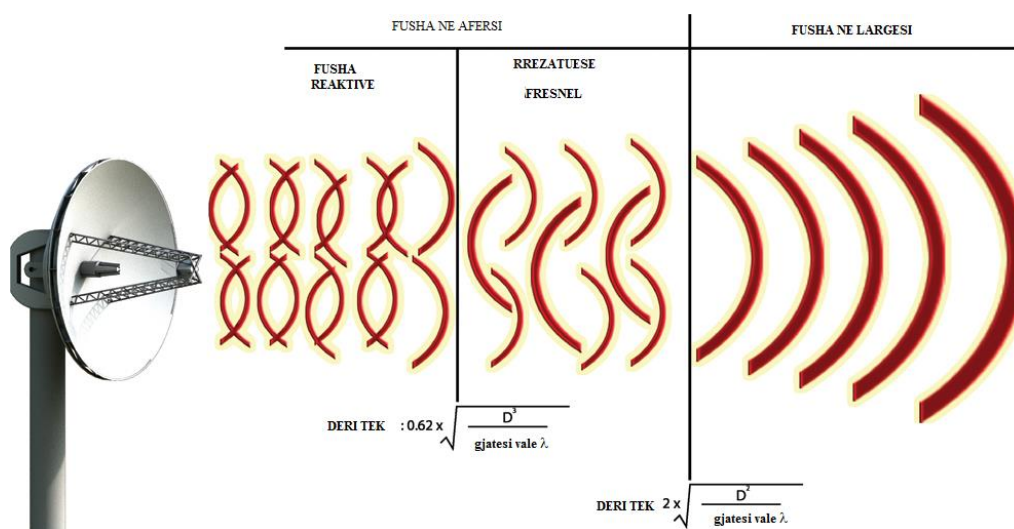 FUSHA NE AFERSI
FUSHA NE LARGESI
FUSHA
REAKTIVE
RREZATUESE
FRESNEL
DERI TEK : 0.62 x √ D³
gjatesi vale λ
DERI TEK 2 x √ D²
gjatesi vale λ